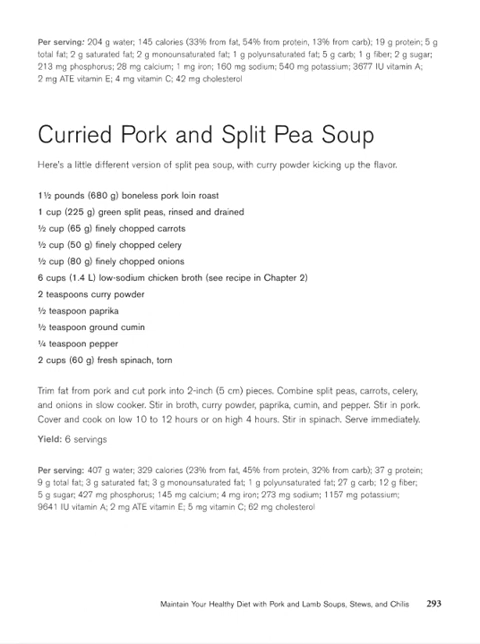 Per serving: 204 g water; 145 calories (33% from fat, 54% from protein, 13% from carb); 19 g protein; 5 g
total fat; 2 g saturated fat; 2 g monounsaturated fat; 1 g polyunsaturated fat; 5 g carb; 1 g fiber; 2 g sugar;
213 mg phosphorus; 28 mg calcium; 1 mg iron; 160 mg sodium; 540 mg potassium; 3677 IU vitamin A;
2 mg ATE vitamin E; 4 mg vitamin C; 42 mg cholesterol
Curried Pork and Split Pea Soup
Here's a little different version of split pea soup, with curry powder kicking up the flavor.
1½ pounds (680 g) boneless pork loin roast
1 cup (225 g) green split peas, rinsed and drained
½ cup (65 g) finely chopped carrots
½ cup (50 g) finely chopped celery
½ cup (80 g) finely chopped onions
6 cups (1.4 L) low-sodium chicken broth (see recipe in Chapter 2)
2 teaspoons curry powder
½ teaspoon paprika
½ teaspoon ground cumin
¼ teaspoon pepper
2 cups (60 g) fresh spinach, torn
Trim fat from pork and cut pork into 2-inch (5 cm) pieces. Combine split peas, carrots, celery,
and onions in slow cooker. Stir in broth, curry powder, paprika, cumin, and pepper. Stir in pork.
Cover and cook on low 10 to 12 hours or on high 4 hours. Stir in spinach. Serve immediately.
Yield: 6 servings
Per serving: 407 g water; 329 calories (23% from fat, 45% from protein, 32% from carb); 37 g protein;
9 g total fat; 3 g saturated fat; 3 g monounsaturated fat; 1 g polyunsaturated fat; 27 g carb; 12 g fiber;
5 g sugar; 427 mg phosphorus; 145 mg calcium; 4 mg iron; 273 mg sodium; 1157 mg potassium;
9641 IU vitamin A; 2 mg ATE vitamin E; 5 mg vitamin C; 62 mg cholesterol
Maintain Your Healthy Diet with Pork and Lamb Soups, Stews, and Chilis 293